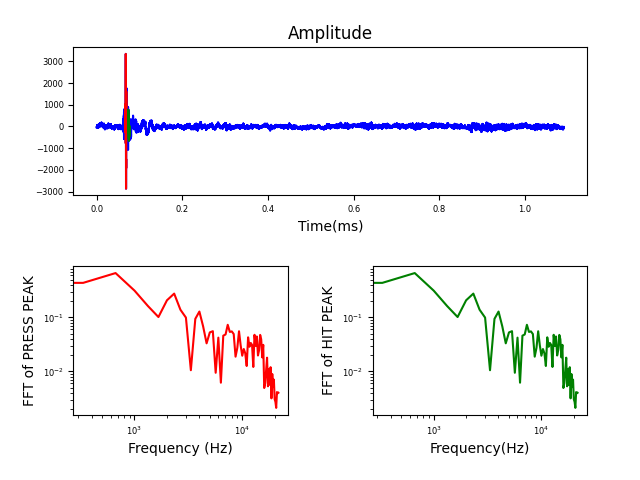 Amplitude
3000
2000
1000
0
−1000
−2000
−3000
0.0 0.2 0.4 0.6 0.8 1.0
Time(ms)
FFT of PRESS PEAK
10⁻¹
10⁻²
10³ 10⁴
Frequency (Hz)
FFT of HIT PEAK
10⁻¹
10⁻²
10³ 10⁴
Frequency(Hz)